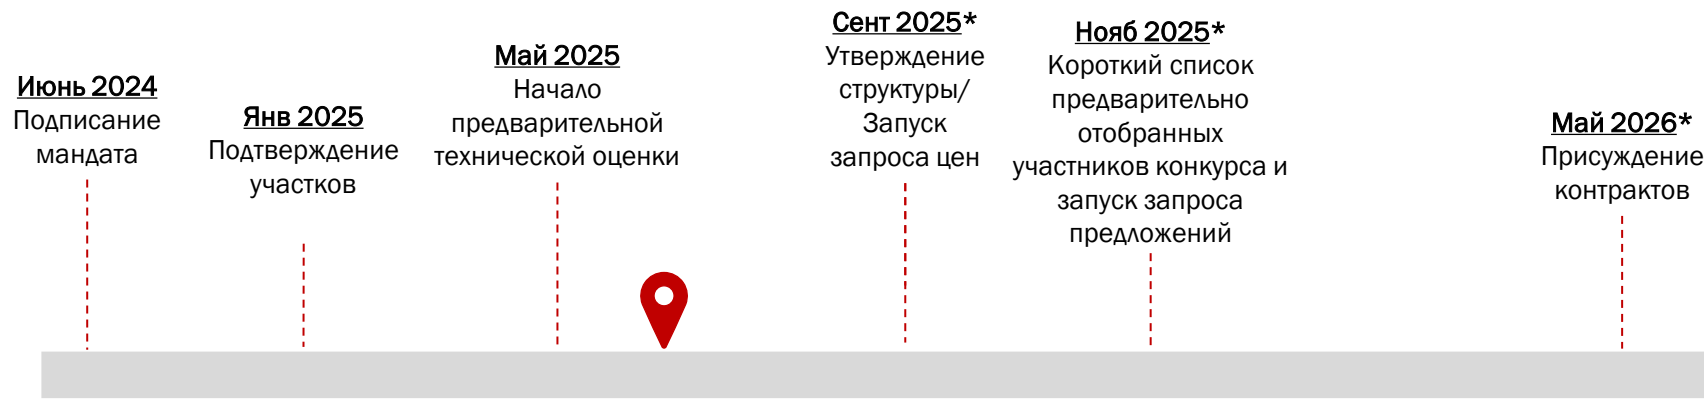 Июнь 2024
Подписание
мандата
Янв 2025
Подтверждение
участков
Май 2025
Начало
предварительной
технической оценки
Сент 2025*
Утверждение
структуры/
Запуск
запроса цен
Нояб 2025*
Короткий список
предварительно
отобранных
участников конкурса и
запуск запроса
предложений
Май 2026*
Присуждение
контрактов